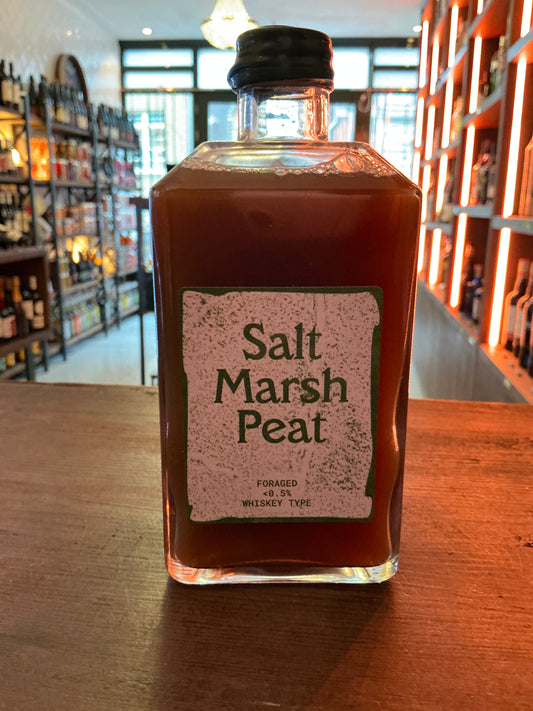 Salt
Marsh
Peat
FORAGED
<0.5%
WHISKEY TYPE